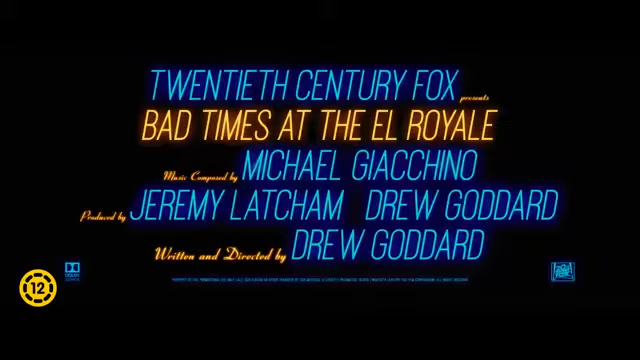 TWENTIETH CENTURY FOX presents
BAD TIMES AT THE EL ROYALE
Music Composed by MICHAEL GIACCHINO
Produced by JEREMY LATCHAM DREW GODDARD
Written and Directed by DREW GODDARD
DOLBY
12